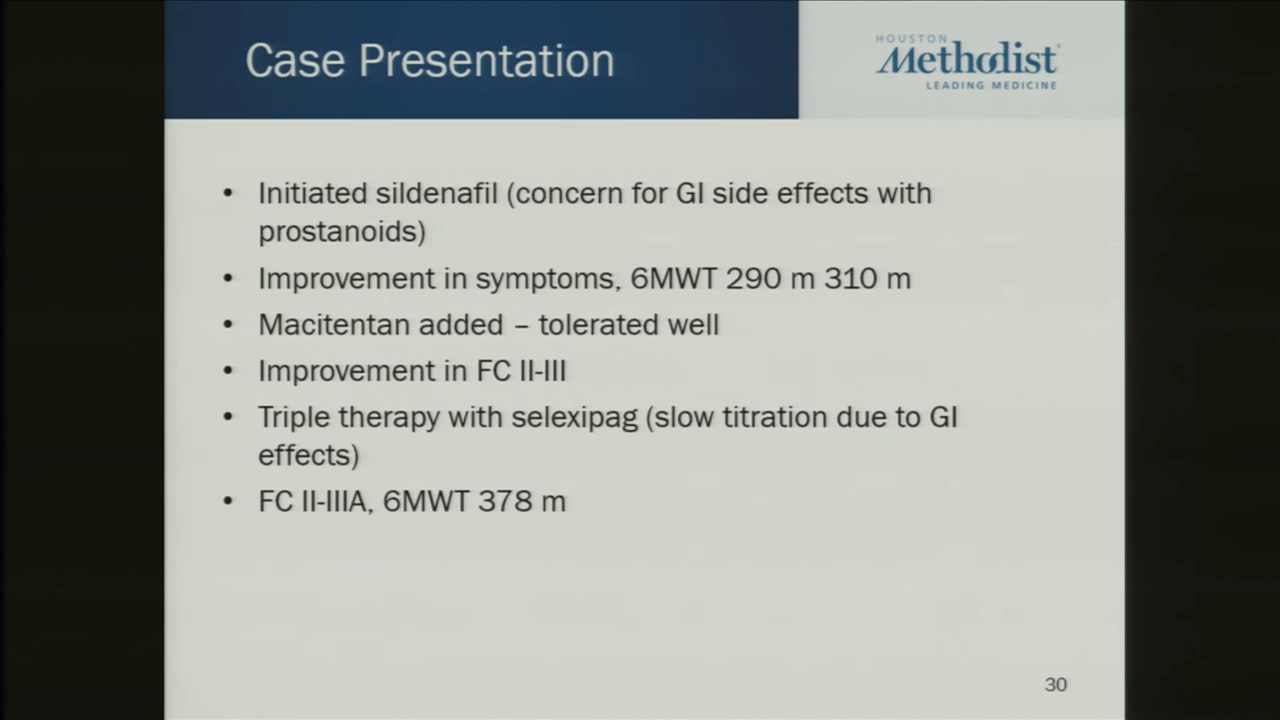 Case Presentation
HOUSTON
Methodist
LEADING MEDICINE
• Initiated sildenafil (concern for GI side effects with
prostanoids)
• Improvement in symptoms, 6MWT 290 m 310 m
• Macitentan added – tolerated well
• Improvement in FC II-III
• Triple therapy with selexipag (slow titration due to GI
effects)
• FC II-IIIA, 6MWT 378 m
30